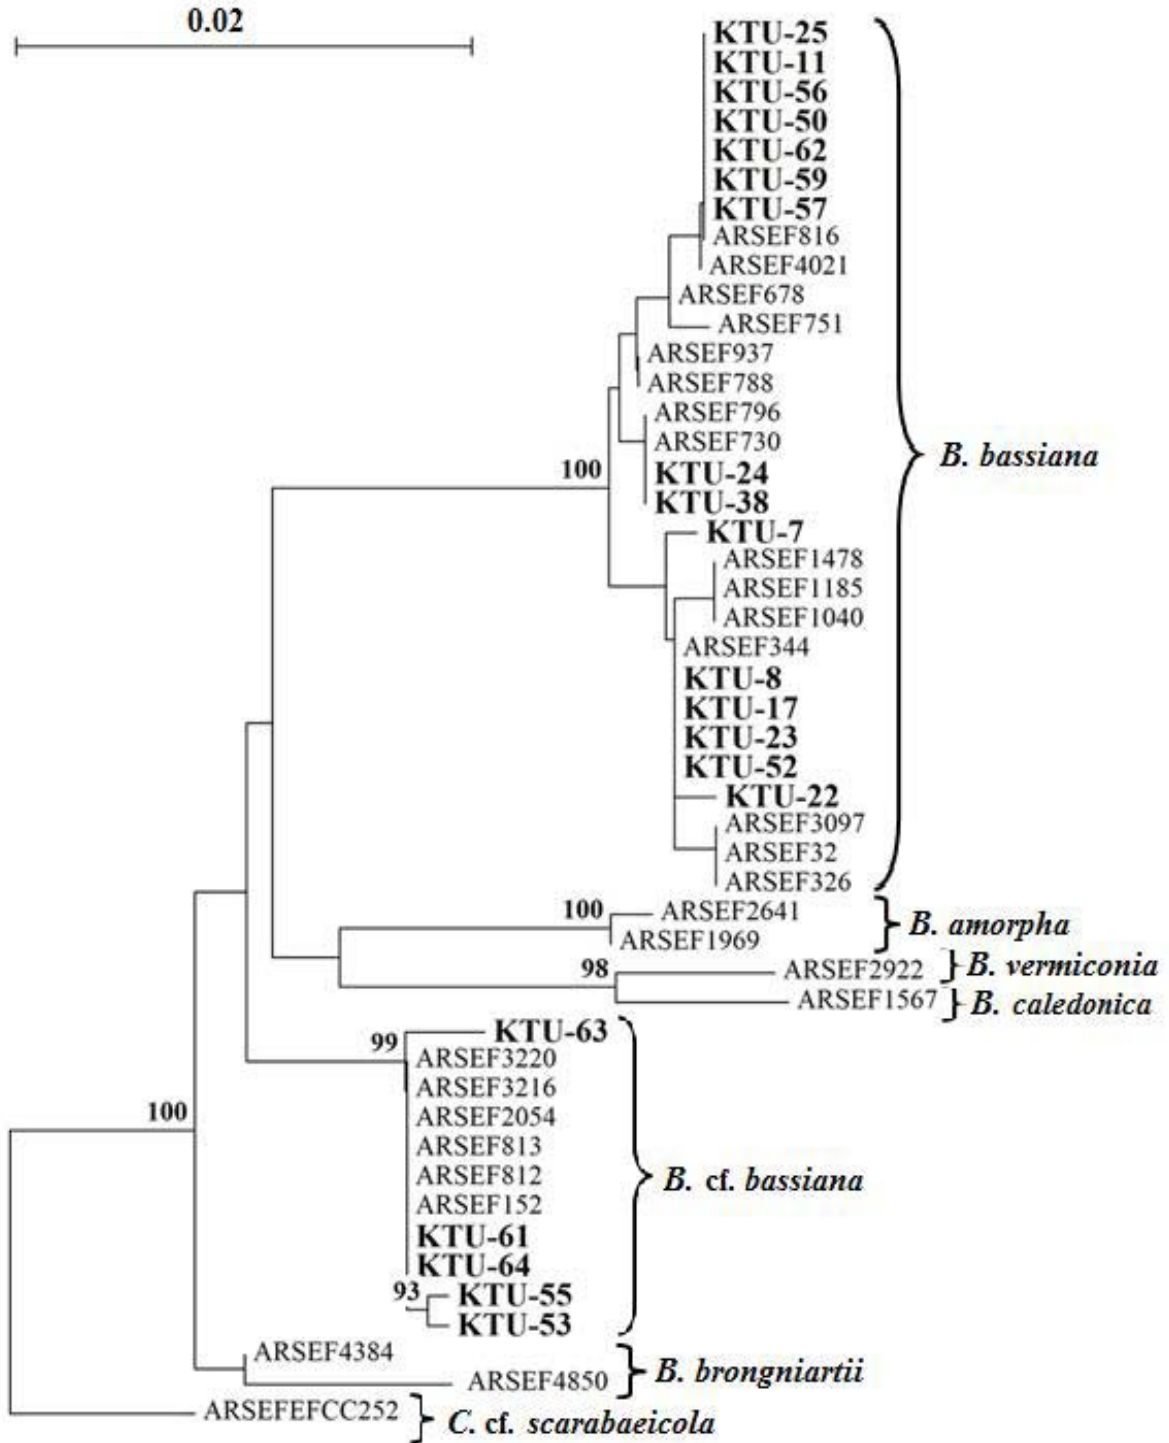 0.02
KTU-25
KTU-11
KTU-56
KTU-50
KTU-62
KTU-59
KTU-57
ARSEF816
ARSEF4021
ARSEF678
ARSEF751
ARSEF937
ARSEF788
ARSEF796
ARSEF730
100
KTU-24
KTU-38
KTU-7
ARSEF1478
ARSEF1185
ARSEF1040
ARSEF344
KTU-8
KTU-17
KTU-23
KTU-52
KTU-22
ARSEF3097
ARSEF32
ARSEF326
B. bassiana
100
ARSEF2641
ARSEF1969
B. amorpha
98
ARSEF2922
B. vermiconia
ARSEF1567
B. caledonica
99
KTU-63
ARSEF3220
ARSEF3216
ARSEF2054
ARSEF813
ARSEF812
ARSEF152
KTU-61
KTU-64
93
KTU-55
KTU-53
B. cf. bassiana
100
ARSEF4384
ARSEF4850
B. brongniartii
ARSEFEFCC252
C. cf. scarabaeicola